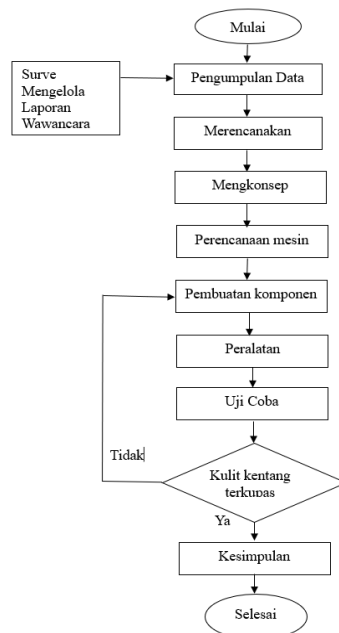 Mulai
Surve
Mengelola
Laporan
Wawancara
Pengumpulan Data
Merencanakan
Mengkonsep
Perencanaan mesin
Pembuatan komponen
Peralatan
Uji Coba
Tidak
Kulit kentang
terkupas
Ya
Kesimpulan
Selesai